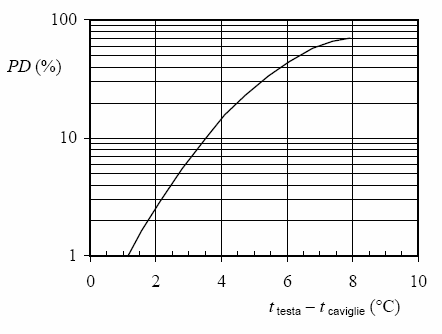 100
PD (%)
10
1
0 2 4 6 8 10
t testa – t caviglie (°C)